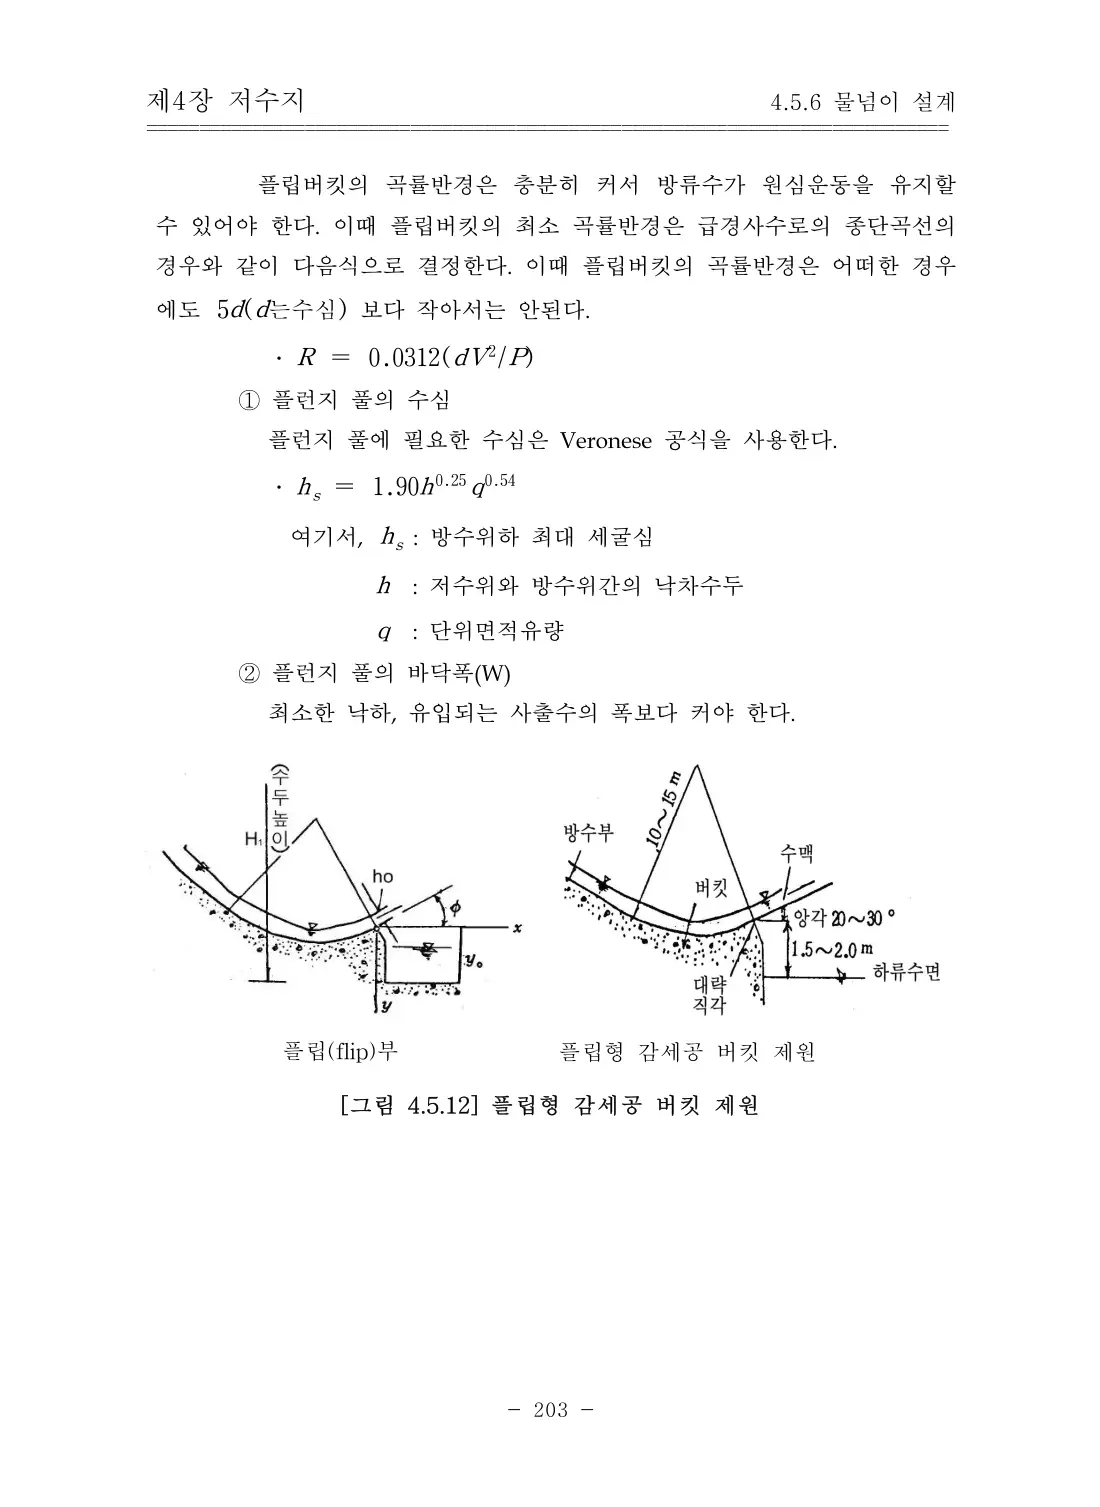 제4장 저수지
4.5.6 물넘이 설계
플립버킷의 곡률반경은 충분히 커서 방류수가 원심운동을 유지할
수 있어야 한다. 이때 플립버킷의 최소 곡률반경은 급경사수로의 종단곡선의
경우와 같이 다음식으로 결정한다. 이때 플립버킷의 곡률반경은 어떠한 경우
에도 5d(d는수심) 보다 작아서는 안된다.
· R = 0.0312(dV²/P)
① 플런지 풀의 수심
플런지 풀에 필요한 수심은 Veronese 공식을 사용한다.
· hₛ = 1.90h^0.25 q^0.54
여기서, hₛ : 방수위하 최대 세굴심
h : 저수위와 방수위간의 낙차수두
q : 단위면적유량
② 플런지 풀의 바닥폭(W)
최소한 낙하, 유입되는 사출수의 폭보다 커야 한다.
(수두높이)
H₁
ho
ϕ
x
y₀
y
10～15 m
방수부
수맥
버킷
앙각 20～30°
1.5～2.0 m
하류수면
대략
직각
플립(flip)부
플립형 감세공 버킷 제원
[그림 4.5.12] 플립형 감세공 버킷 제원
- 203 -